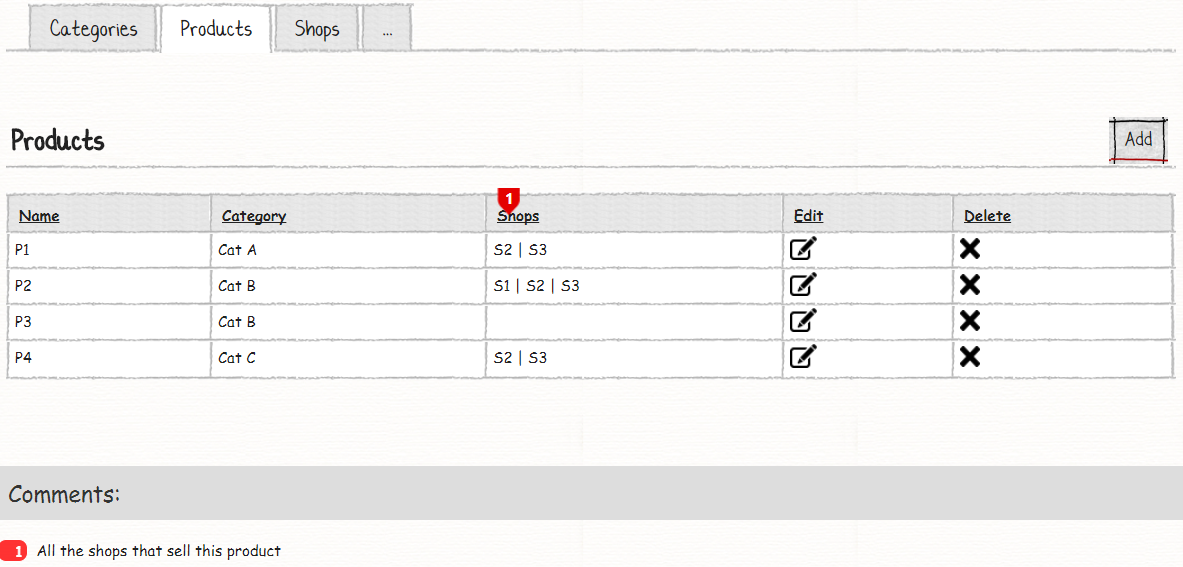 Categories Products Shops ...
Products
Add
1
Name Category Shops Edit Delete
P1 Cat A S2 | S3
P2 Cat B S1 | S2 | S3
P3 Cat B
P4 Cat C S2 | S3
Comments:
1 All the shops that sell this product